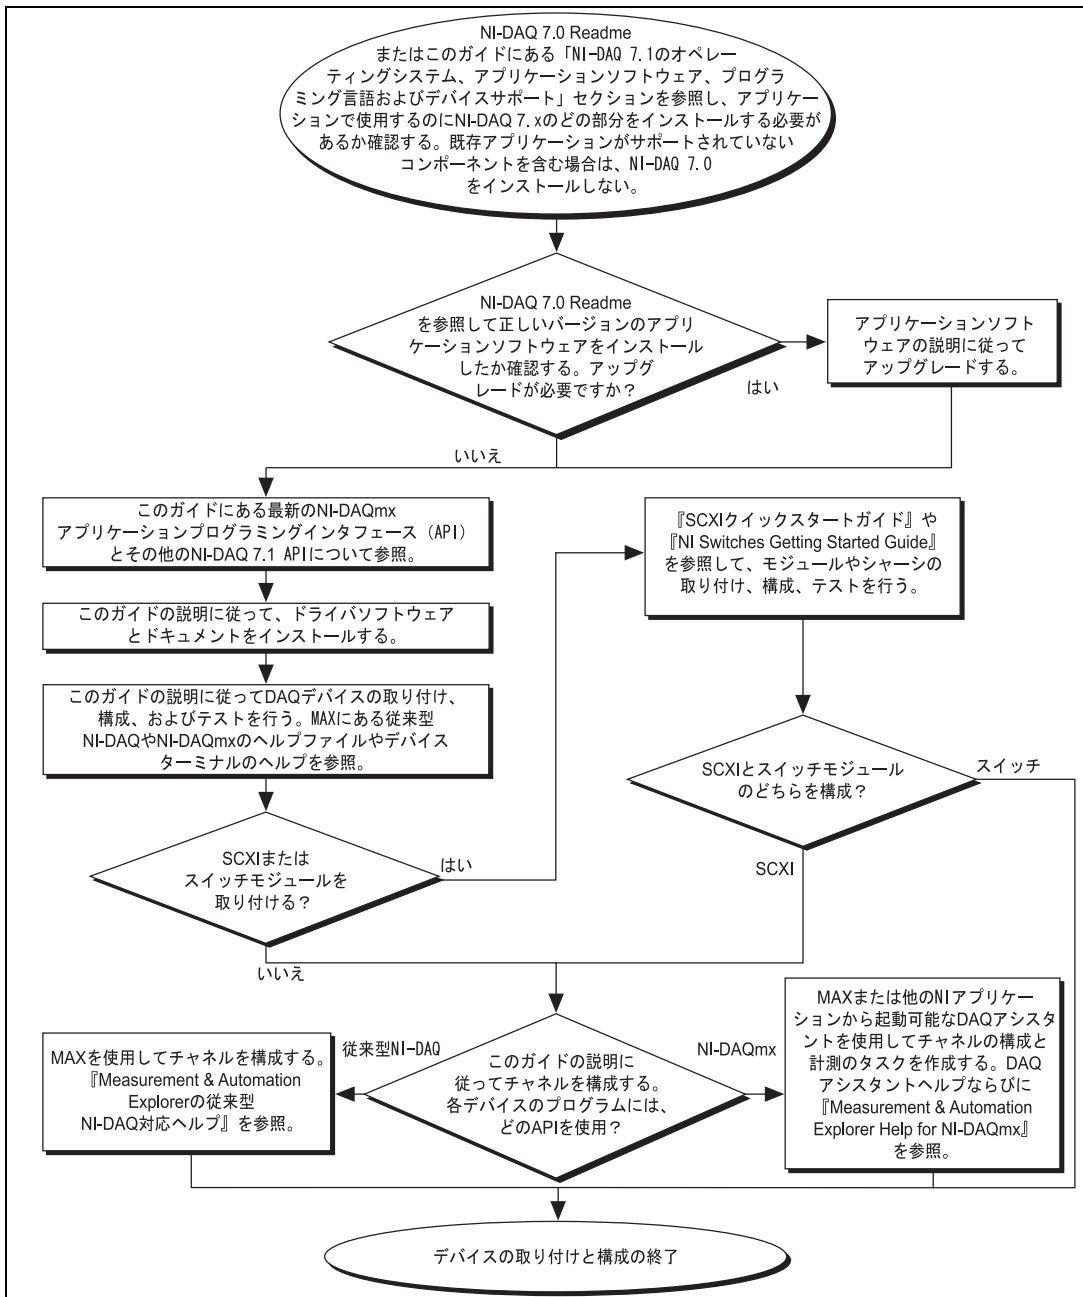 NI-DAQ 7.0 Readme
またはこのガイドにある「NI-DAQ 7.1のオペレー
ティングシステム、アプリケーションソフトウェア、プログラ
ミング言語およびデバイスサポート」セクションを参照し、アプリケー
ションで使用するのにNI-DAQ 7.xのどの部分をインストールする必要が
あるか確認する。既存アプリケーションがサポートされていない
コンポーネントを含む場合は、NI-DAQ 7.0
をインストールしない。
NI-DAQ 7.0 Readme
を参照して正しいバージョンのアプリ
ケーションソフトウェアをインストール
したか確認する。アップグ
レードが必要ですか？
はい
アプリケーションソフト
ウェアの説明に従って
アップグレードする。
いいえ
このガイドにある最新のNI-DAQmx
アプリケーションプログラミングインタフェース（API）
とその他のNI-DAQ 7.1 APIについて参照。
このガイドの説明に従って、ドライバソフトウェア
とドキュメントをインストールする。
このガイドの説明に従ってDAQデバイスの取り付け、
構成、およびテストを行う。MAXにある従来型
NI-DAQやNI-DAQmxのヘルプファイルやデバイス
ターミナルのヘルプを参照。
SCXIまたは
スイッチモジュールを
取り付ける？
はい
いいえ
『SCXIクイックスタートガイド』や
『NI Switches Getting Started Guide』
を参照して、モジュールやシャーシの
取り付け、構成、テストを行う。
SCXIとスイッチモジュール
のどちらを構成？
スイッチ
SCXI
このガイドの説明に
従ってチャネルを構成する。
各デバイスのプログラムには、
どのAPIを使用？
従来型NI-DAQ
MAXを使用してチャネルを構成する。
『Measurement & Automation
Explorerの従来型
NI-DAQ対応ヘルプ』を参照。
NI-DAQmx
MAXまたは他のNIアプリケー
ションから起動可能なDAQアシスタ
ントを使用してチャネルの構成と
計測のタスクを作成する。DAQ
アシスタントヘルプならびに
『Measurement & Automation
Explorer Help for NI-DAQmx』
を参照。
デバイスの取り付けと構成の終了